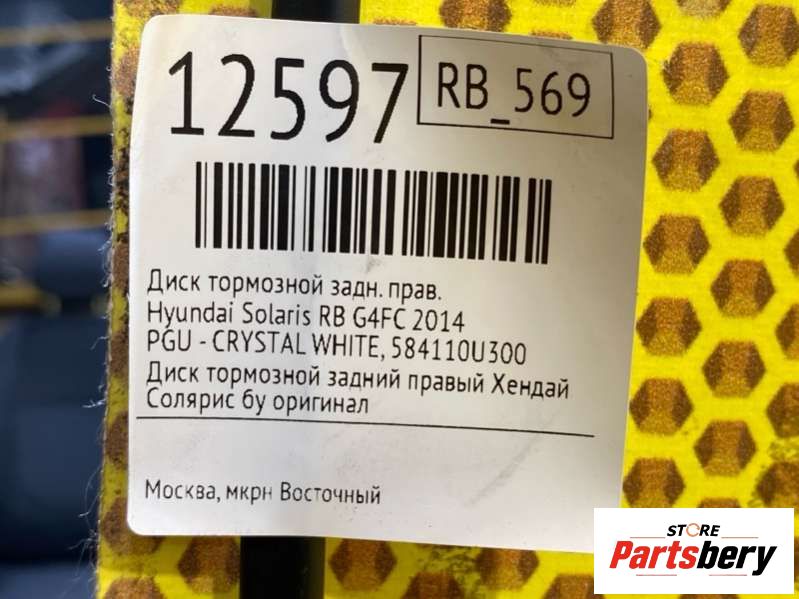 12597
RB_569
Диск тормозной задн. прав.
Hyundai Solaris RB G4FC 2014
PGU - CRYSTAL WHITE, 584110U300
Диск тормозной задний правый Хендай
Солярис бу оригинал
Москва, мкрн Восточный
STORE
Partsbery